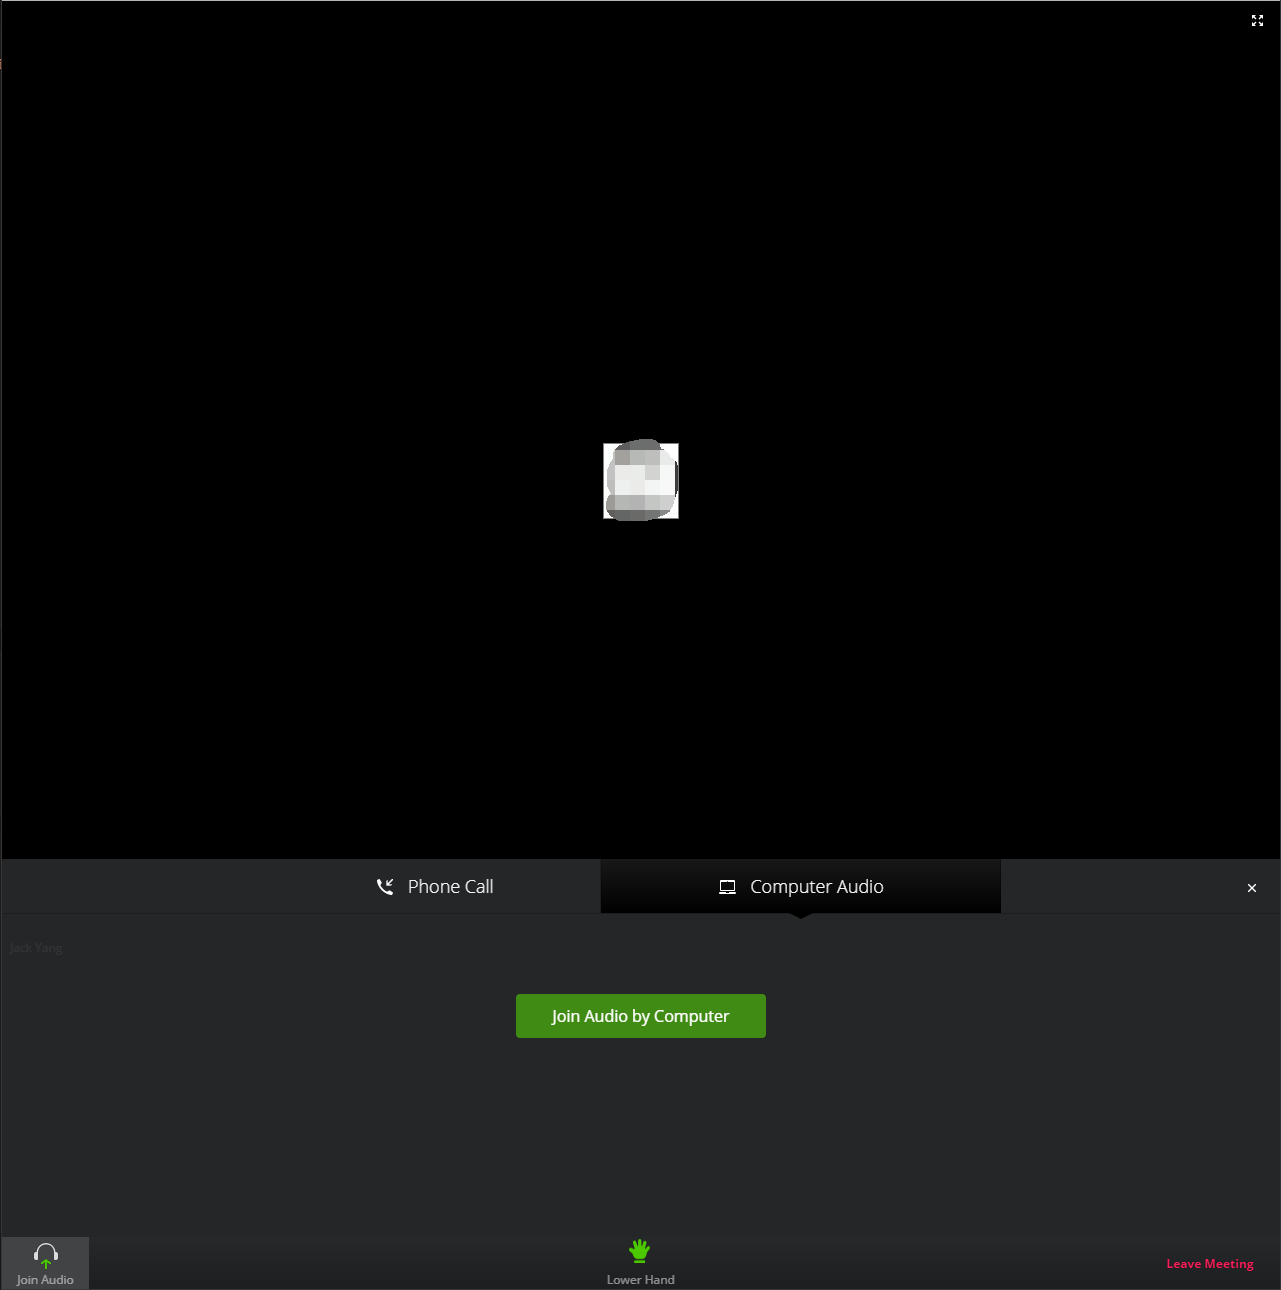 Phone Call
Computer Audio
Jack Yang
Join Audio by Computer
Join Audio
Lower Hand
Leave Meeting